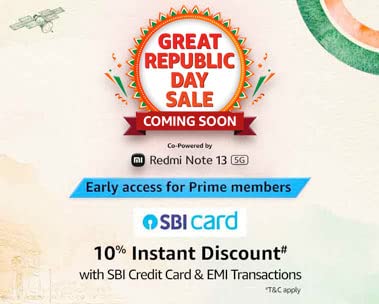 GREAT
REPUBLIC
DAY
SALE
COMING SOON
Co-Powered by
mi Redmi Note 13 5G
Early access for Prime members
SBI card
10% Instant Discount#
with SBI Credit Card & EMI Transactions
*T&C apply